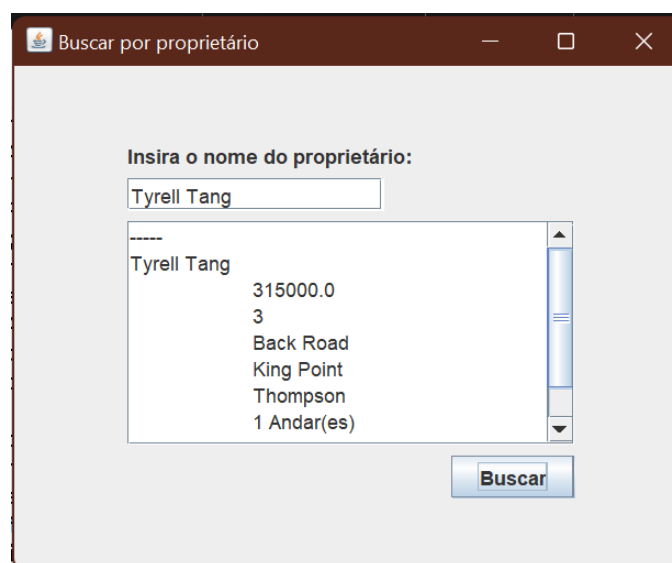 Buscar por proprietário
Insira o nome do proprietário:
Tyrell Tang
-----
Tyrell Tang
315000.0
3
Back Road
King Point
Thompson
1 Andar(es)
Buscar